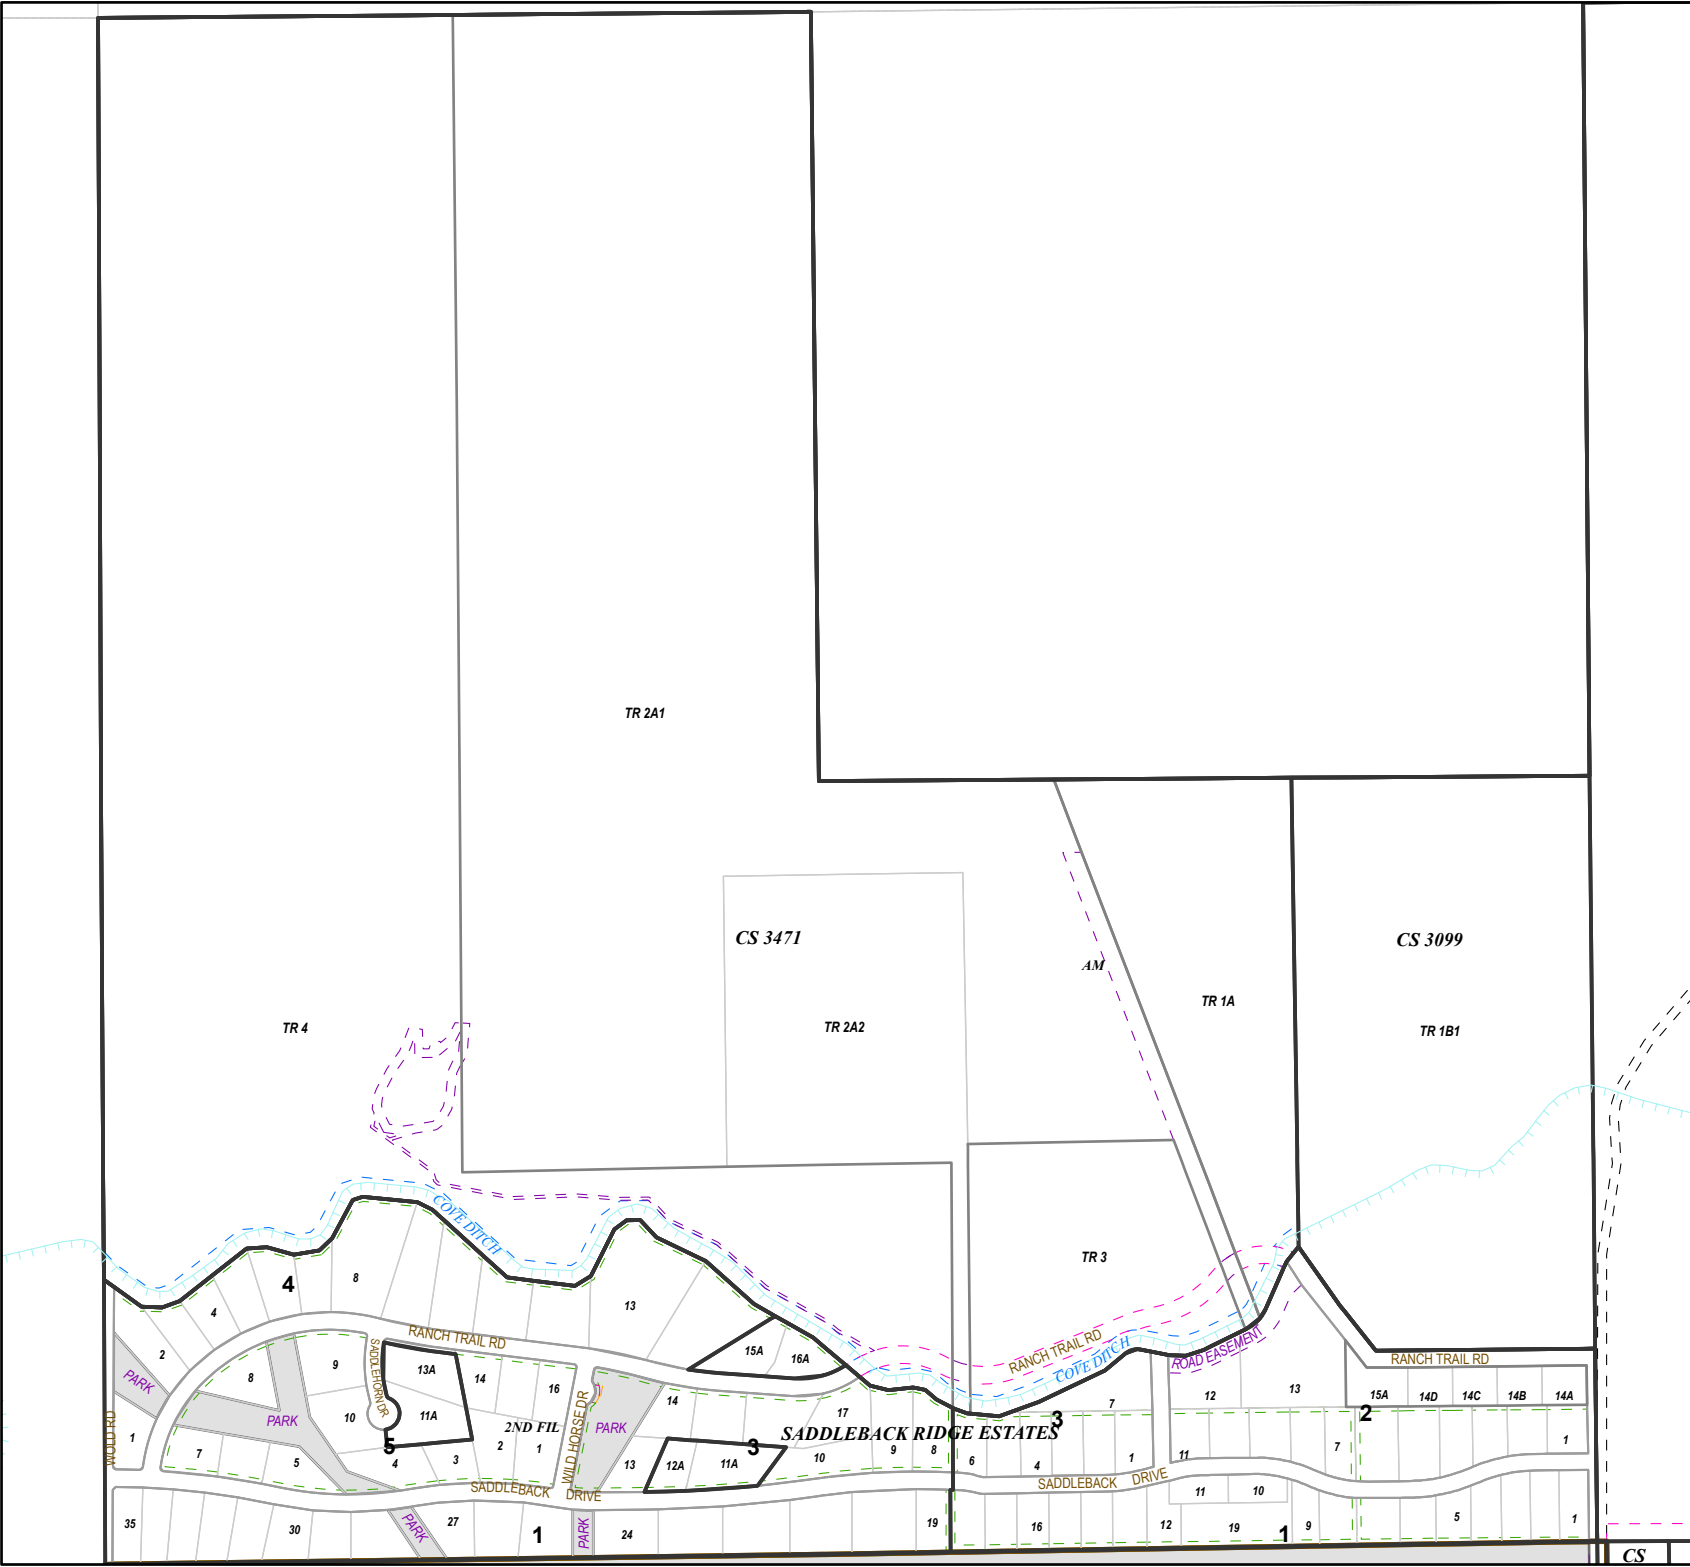 TR 2A1
CS 3471
CS 3099
AM
TR 1A
TR 4
TR 2A2
TR 1B1
COVE DITCH
TR 3
4
8
13
4
RANCH TRAIL RD
RANCH TRAIL RD
COVE DITCH
ROAD EASEMENT
RANCH TRAIL RD
2
SADDLEHORN DR
15A
16A
9
13A
14
16
8
PARK
12
13
15A
14D
14C
14B
14A
14
7
2
3
17
10
11A
PARK
PARK
WILD HORSE DR
2ND FIL
SADDLEBACK RIDGE ESTATES
WOLD RD
1
7
5
5
4
3
2
1
13
12A
11A
3
10
9
8
6
4
1
11
7
1
SADDLEBACK
DRIVE
SADDLEBACK
DRIVE
11
10
35
30
PARK
27
1
PARK
24
19
16
12
19
1
9
5
1
CS